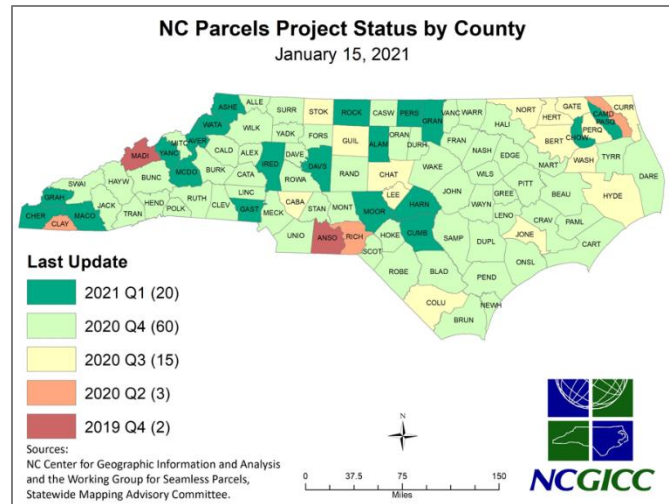 NC Parcels Project Status by County
January 15, 2021
ASHE ALLE SURR STOK ROCK CASW PERS GRAN VANC WARR NORT GATE CURR
HERT CAMD PASQ
WATA WILK YADK FORS GUIL ALAM ORAN DURH FRAN HALI BERT CHOW PERQ
MITC AVER
MADI YANC CALD ALEX IRED DAVE DAVS RAND CHAT WAKE NASH EDGE MART WASH TYRR DARE
SWAI HAYW BUNC MCDO BURK CATA ROWA WILS PITT BEAU HYDE
GRAH JACK HEND RUTH LINC CABA STAN MONT MOOR LEE HARN JOHN WAYN GREE
CHER MACO TRAN POLK CLEV GAST MECK LENO CRAV PAML
CLAY UNIO ANSO RICH HOKE CUMB SAMP DUPL JONE CART
SCOT ROBE BLAD PEND ONSL
COLU NEWH
BRUN
Last Update
2021 Q1 (20)
2020 Q4 (60)
2020 Q3 (15)
2020 Q2 (3)
2019 Q4 (2)
Sources:
NC Center for Geographic Information and Analysis
and the Working Group for Seamless Parcels,
Statewide Mapping Advisory Committee.
N
0 37.5 75 150
Miles
NCGICC